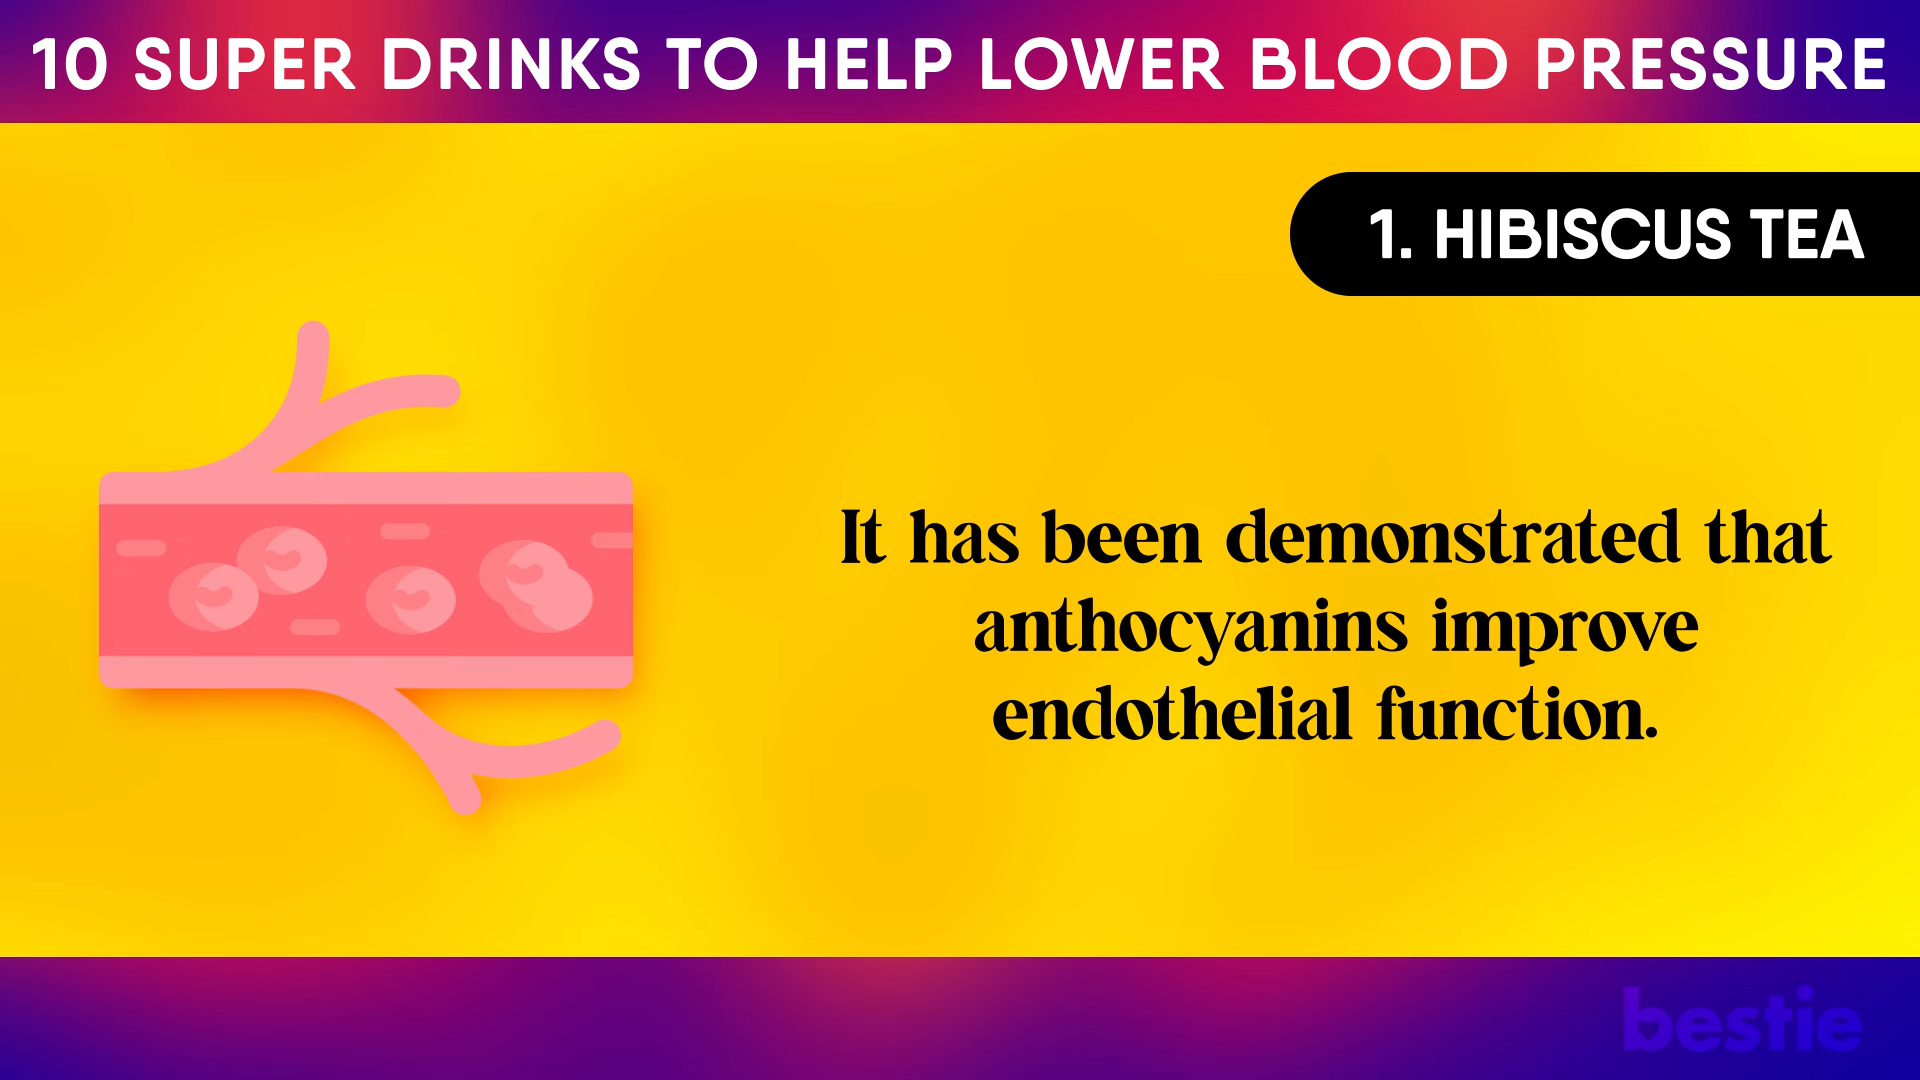 10 SUPER DRINKS TO HELP LOWER BLOOD PRESSURE
1. HIBISCUS TEA
It has been demonstrated that
anthocyanins improve
endothelial function.
bestie